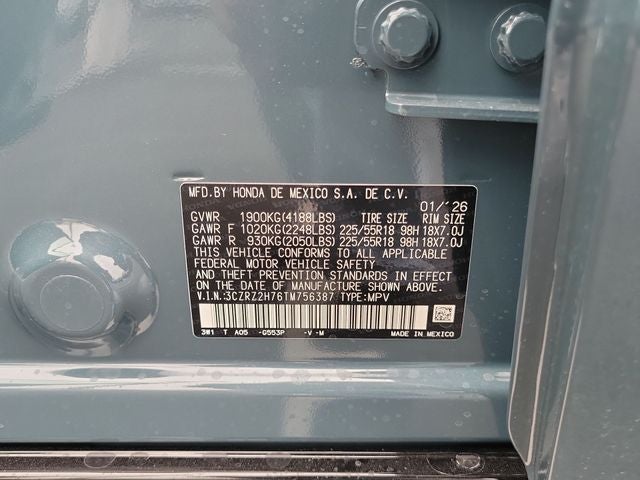 MFD.BY HONDA DE MEXICO S.A. DE C.V.
01/'26
GVWR 1900KG(4188LBS) TIRE SIZE RIM SIZE
GAWR F 1020KG(2248LBS) 225/55R18 98H 18X7.0J
GAWR R 930KG(2050LBS) 225/55R18 98H 18X7.0J
THIS VEHICLE CONFORMS TO ALL APPLICABLE
FEDERAL MOTOR VEHICLE SAFETY
AND THEFT PREVENTION STANDARDS IN EFFECT
ON THE DATE OF MANUFACTURE SHOWN ABOVE.
V.I.N.:3CZRZ2H76TM756387 TYPE:MPV
3W1 T A05 -G553P -V-M MADE IN MEXICO